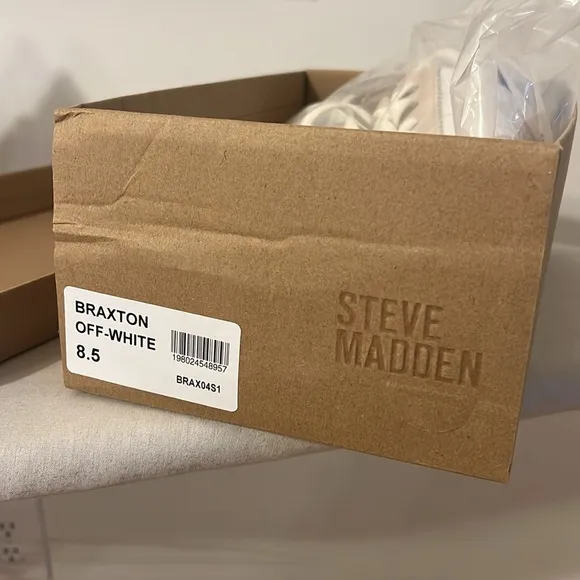 BRAXTON
OFF-WHITE
8.5
198024548957
BRAX04S1
STEVE
MADDEN